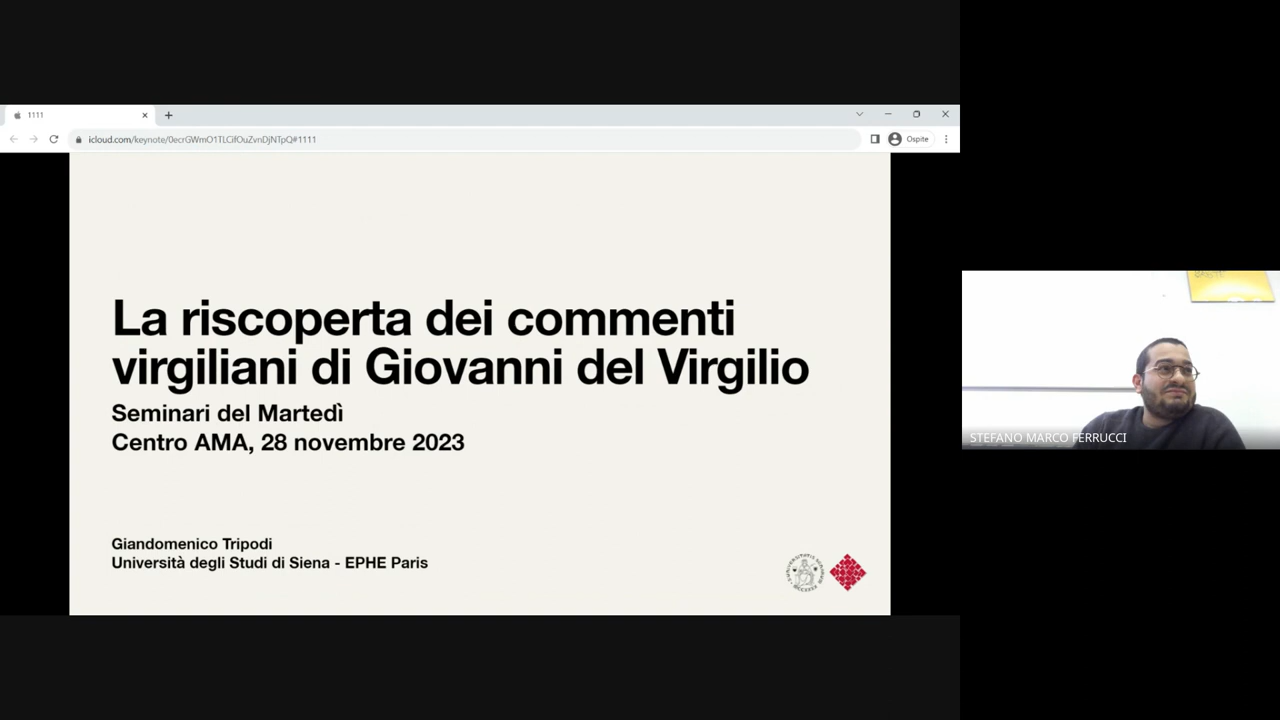 1111
icloud.com/keynote/0ecrGWmO1TLCifOuZvnDjNTpQ#1111
Ospite
La riscoperta dei commenti
virgiliani di Giovanni del Virgilio
Seminari del Martedì
Centro AMA, 28 novembre 2023
Giandomenico Tripodi
Università degli Studi di Siena - EPHE Paris
STEFANO MARCO FERRUCCI